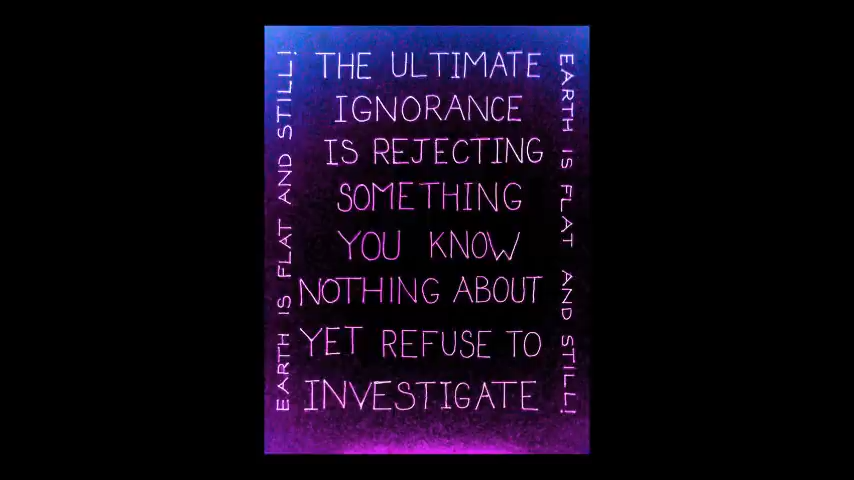 EARTH IS FLAT AND STILL!
THE ULTIMATE
IGNORANCE
IS REJECTING
SOMETHING
YOU KNOW
NOTHING ABOUT
YET REFUSE TO
INVESTIGATE
EARTH IS FLAT AND STILL!